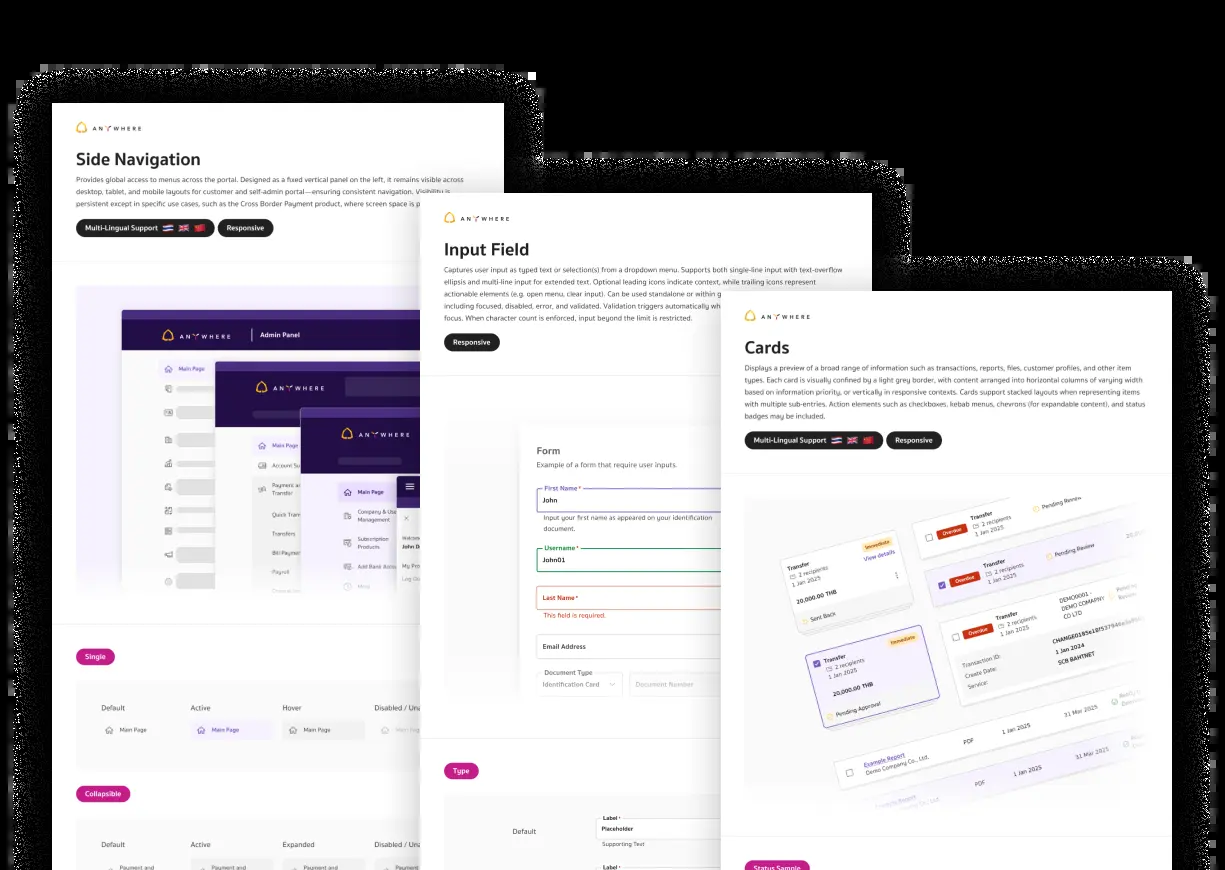 ANYWHERE
Side Navigation
Provides global access to menus across the portal. Designed as a fixed vertical panel on the left, it remains visible across
desktop, tablet, and mobile layouts for customer and self-admin portal—ensuring consistent navigation. Visibility is
persistent except in specific use cases, such as the Cross Border Payment product, where screen space is p
Multi-Lingual Support
Responsive
ANYWHERE
Admin Panel
Main Page
ANYWHERE
Main Page
Account Su
Payment an
Transfer
Quick Tran
Transfers
Bill Paymen
Payroll
ANYWHERE
Main Page
Company & Use
Management
Subscription
Products
Add Bank Accou
Welcome
John D
My Pro
Log Ou
Single
Default
Active
Hover
Disabled / Una
Main Page
Main Page
Main Page
Collapsible
Default
Active
Expanded
Disabled / Una
Payment and
Payment and
Payment and
Payment and
ANYWHERE
Input Field
Captures user input as typed text or selection(s) from a dropdown menu. Supports both single-line input with text-overflow
ellipsis and multi-line input for extended text. Optional leading icons indicate context, while trailing icons represent
actionable elements (e.g. open menu, clear input). Can be used standalone or within g
including focused, disabled, error, and validated. Validation triggers automatically wh
focus. When character count is enforced, input beyond the limit is restricted.
Responsive
Form
Example of a form that require user inputs.
First Name*
John
Input your first name as appeared on your identification
document.
Username*
John01
Last Name*
This field is required.
Email Address
Document Type
Identification Card
Document Number
Type
Default
Label*
Placeholder
Supporting Text
Label*
ANYWHERE
Cards
Displays a preview of a broad range of information such as transactions, reports, files, customer profiles, and other item
types. Each card is visually confined by a light grey border, with content arranged into horizontal columns of varying width
based on information priority, or vertically in responsive contexts. Cards support stacked layouts when representing items
with multiple sub-entries. Action elements such as checkboxes, kebab menus, chevrons (for expandable content), and status
badges may be included.
Multi-Lingual Support
Responsive
Immediate
Transfer
View details
2 recipients
1 Jan 2025
20,000.00 THB
Sent Back
Immediate
Transfer
2 recipients
1 Jan 2025
20,000.00 THB
Pending Approval
Overdue
Transfer
2 recipients
1 Jan 2025
Pending Review
Overdue
Transfer
2 recipients
1 Jan 2025
Pending Review
Overdue
Transfer
2 recipients
1 Jan 2025
DEMO0001 -
DEMO COMAPNY
CO LTD
Transaction ID:
Create Date:
1 Jan 2024
Service:
SCB BAHTNET
Example Report
Demo Company Co., Ltd.
PDF
1 Jan 2025
31 Mar 2025
PDF
1 Jan 2025
31 Mar 2025
Status Sample